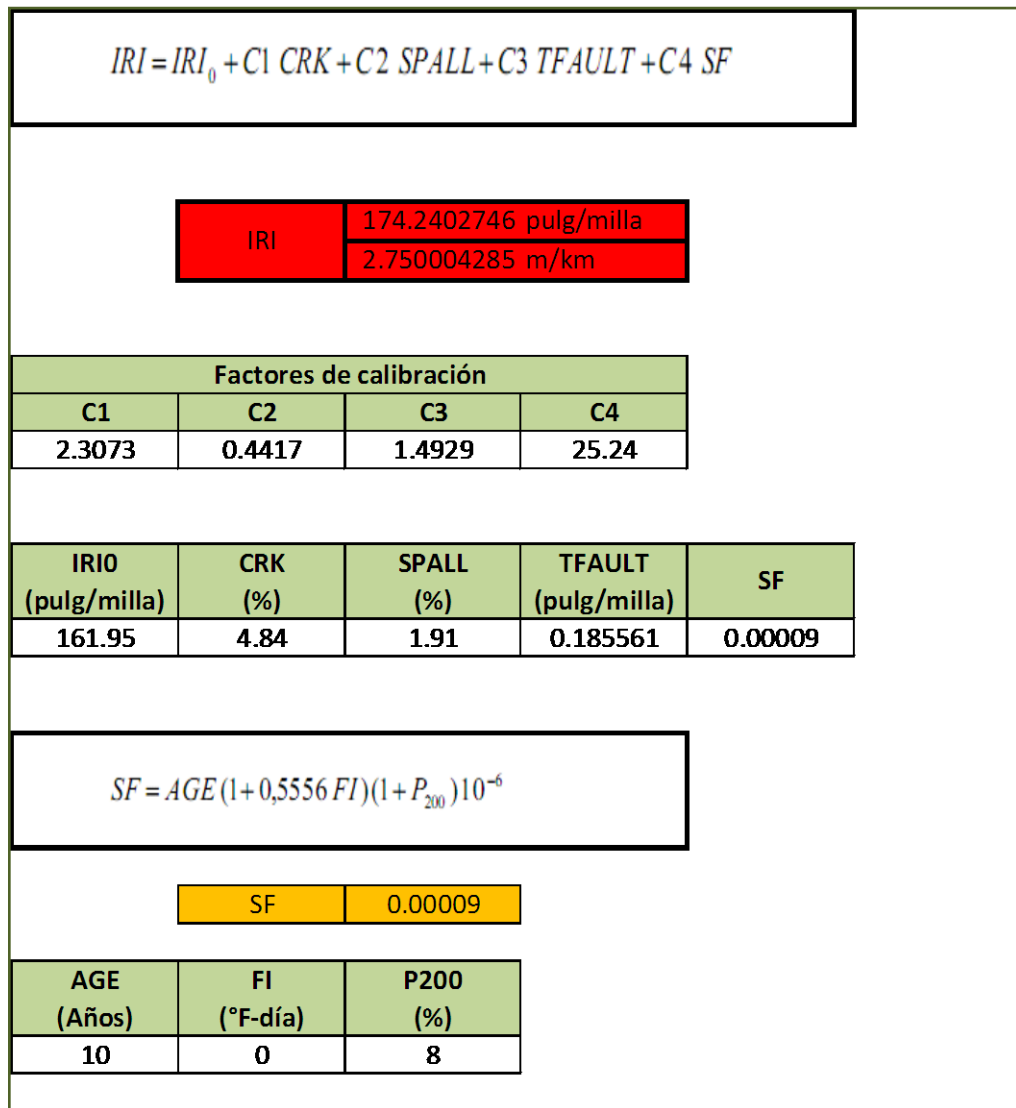 IRI = IRI₀ + C1 CRK + C2 SPALL + C3 TFAULT + C4 SF
IRI
174.2402746 pulg/milla
2.750004285 m/km
Factores de calibración
C1 C2 C3 C4
2.3073 0.4417 1.4929 25.24
IRI0 CRK SPALL TFAULT SF
(pulg/milla) (%) (%) (pulg/milla)
161.95 4.84 1.91 0.185561 0.00009
SF = AGE(1+0,5556 FI)(1+P₂₀₀)10⁻⁶
SF 0.00009
AGE FI P200
(Años) (°F-día) (%)
10 0 8